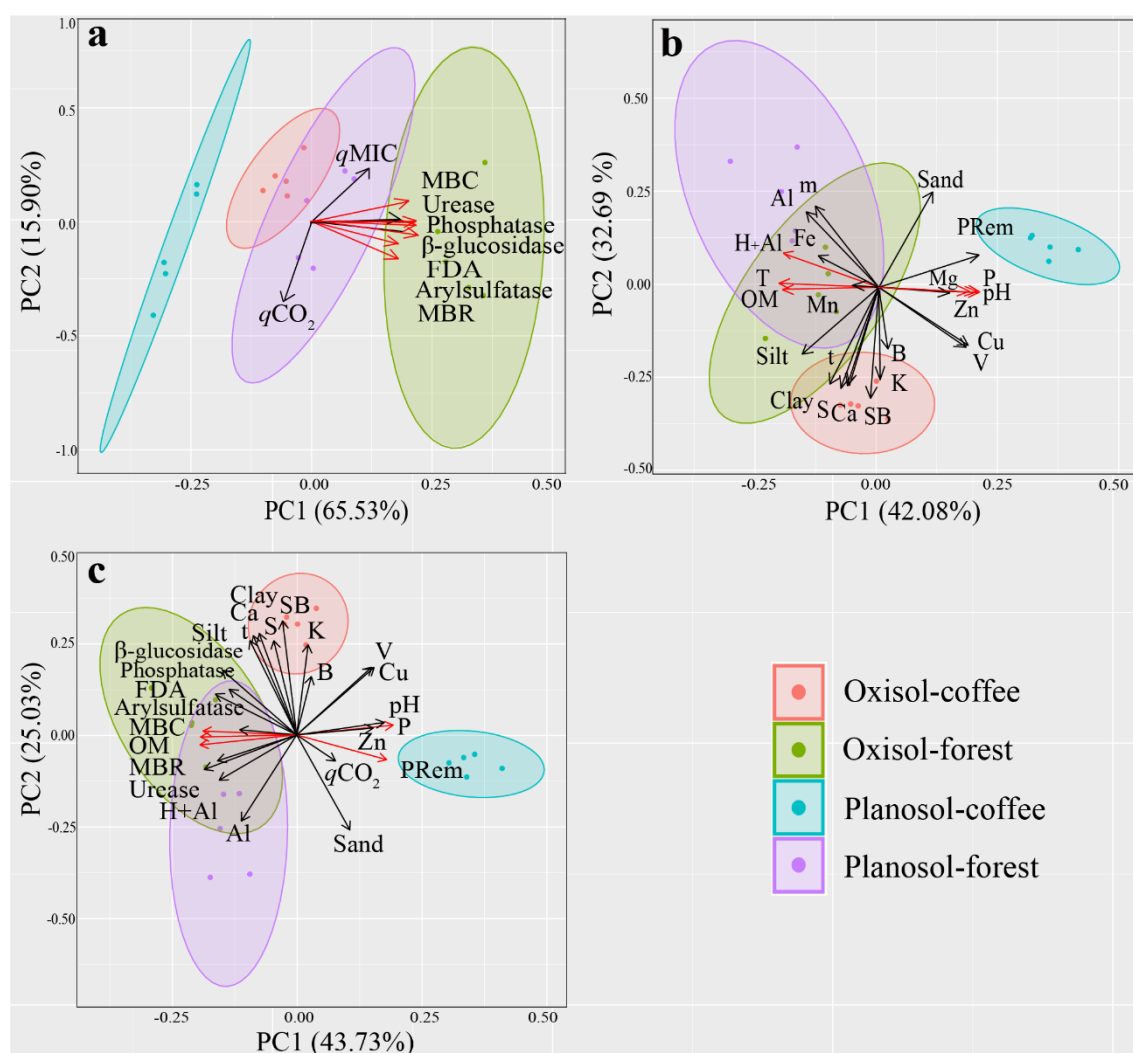 a
1.0
0.5
0.0
-0.5
-1.0
PC2 (15.90%)
qMIC
MBC
Urease
Phosphatase
β-glucosidase
FDA
Arylsulfatase
MBR
qCO₂
-0.25
0.00
0.25
0.50
PC1 (65.53%)
b
0.50
0.25
0.00
-0.25
-0.50
PC2 (32.69 %)
m
Al
Sand
H+Al
Fe
PRem
T
Mg
P
OM
Mn
Zn
pH
Silt
t
B
Cu
V
K
Clay
S
Ca
SB
-0.25
0.00
0.25
0.50
PC1 (42.08%)
c
0.50
0.25
0.00
-0.25
-0.50
PC2 (25.03%)
Clay
Ca
SB
Silt
t
S
K
β-glucosidase
B
V
Phosphatase
Cu
FDA
Arylsulfatase
pH
MBC
P
OM
Zn
MBR
qCO₂
PRem
Urease
H+Al
Al
Sand
-0.25
0.00
0.25
0.50
PC1 (43.73%)
Oxisol-coffee
Oxisol-forest
Planosol-coffee
Planosol-forest